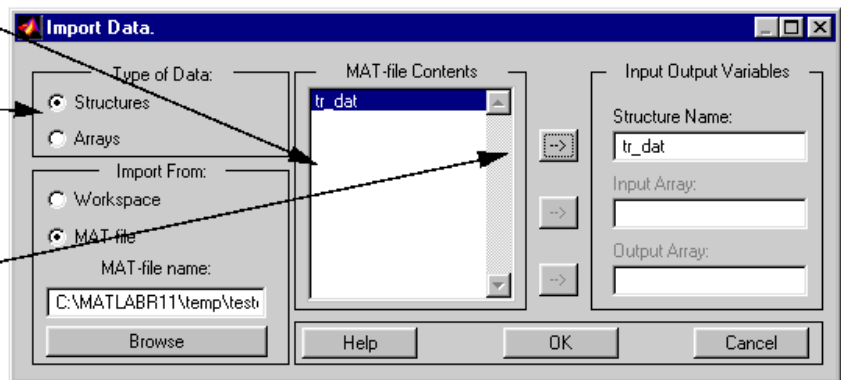 Import Data.
Type of Data:
Structures
Arrays
Import From:
Workspace
MAT-file
MAT-file name:
C:\MATLABR11\temp\test
Browse
MAT-file Contents
tr_dat
-->
-->
-->
Input Output Variables
Structure Name:
tr_dat
Input Array:
Output Array:
Help
OK
Cancel